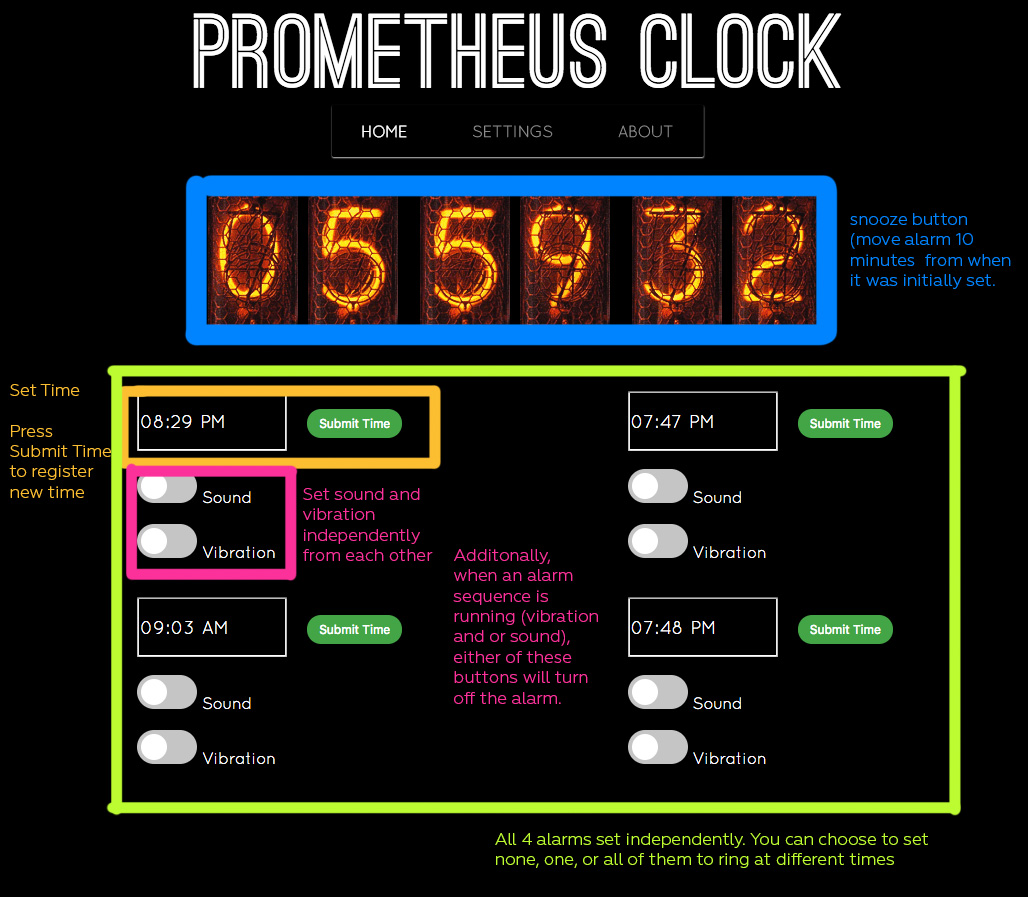 PROMETHEUS CLOCK
HOME SETTINGS ABOUT
055932
snooze button
(move alarm 10
minutes from when
it was initially set.
Set Time
Press
Submit Time
to register
new time
08:29 PM Submit Time
Sound
Vibration
Set sound and
vibration
independently
from each other
07:47 PM Submit Time
Sound
Vibration
Additonally,
when an alarm
sequence is
running (vibration
and or sound),
either of these
buttons will turn
off the alarm.
09:03 AM Submit Time
Sound
Vibration
07:48 PM Submit Time
Sound
Vibration
All 4 alarms set independently. You can choose to set
none, one, or all of them to ring at different times